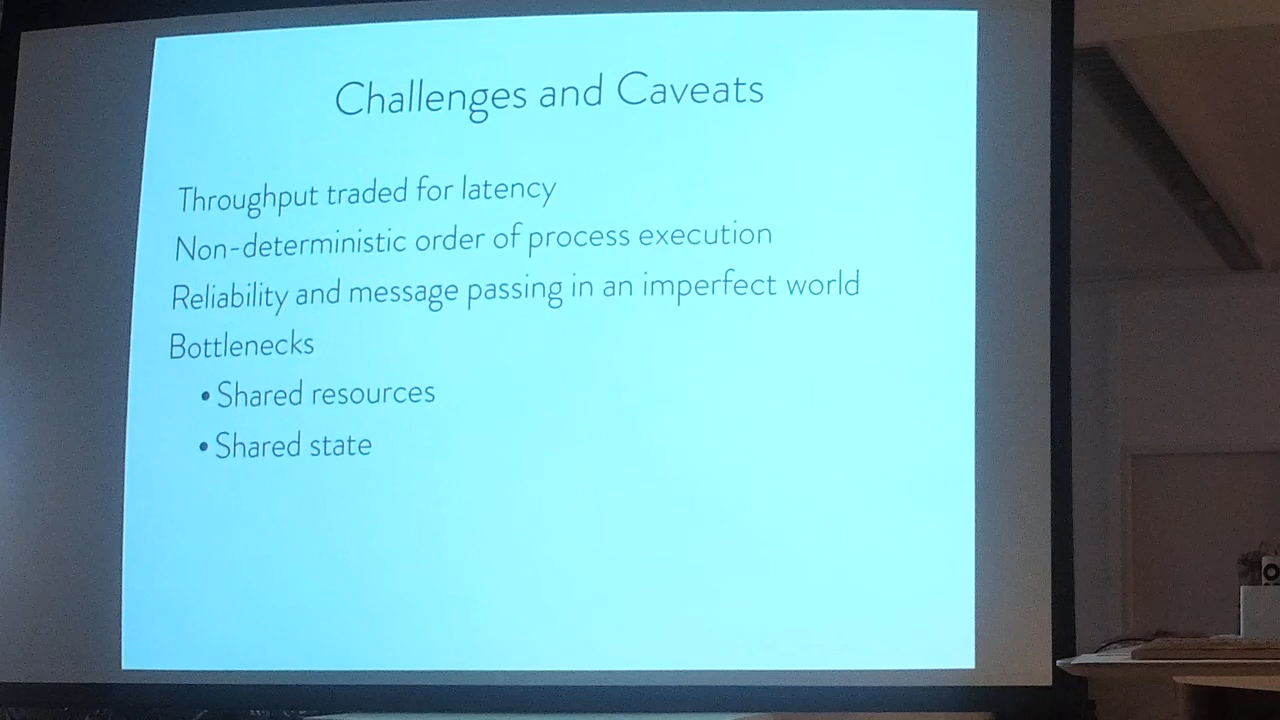 Challenges and Caveats
Throughput traded for latency
Non-deterministic order of process execution
Reliability and message passing in an imperfect world
Bottlenecks
• Shared resources
• Shared state